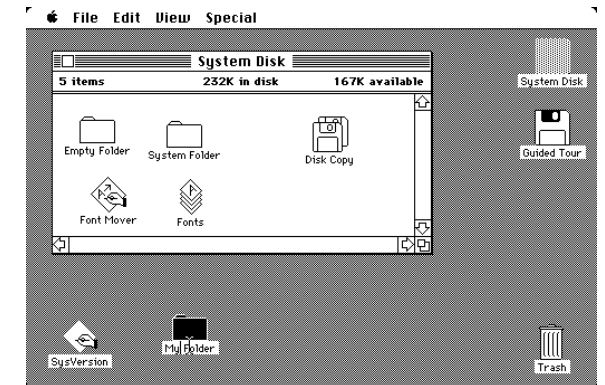 File Edit View Special
System Disk
5 items 232K in disk 167K available
Empty Folder System Folder Disk Copy
Font Mover Fonts
System Disk
Guided Tour
SysVersion My Folder Trash